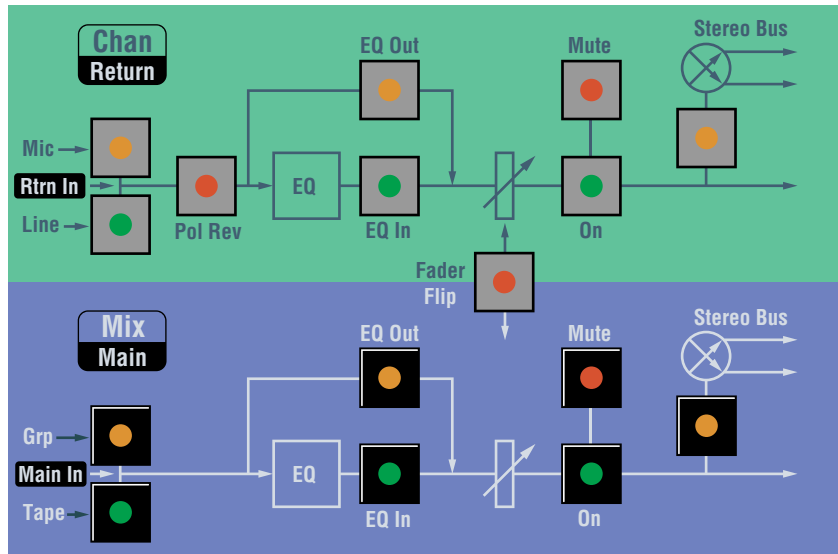 Chan
Return
EQ Out
Mute
Stereo Bus
Mic
Rtrn In
EQ
Line
Pol Rev
EQ In
On
Fader
Flip
Mix
Main
EQ Out
Mute
Stereo Bus
Grp
Main In
EQ
Tape
EQ In
On